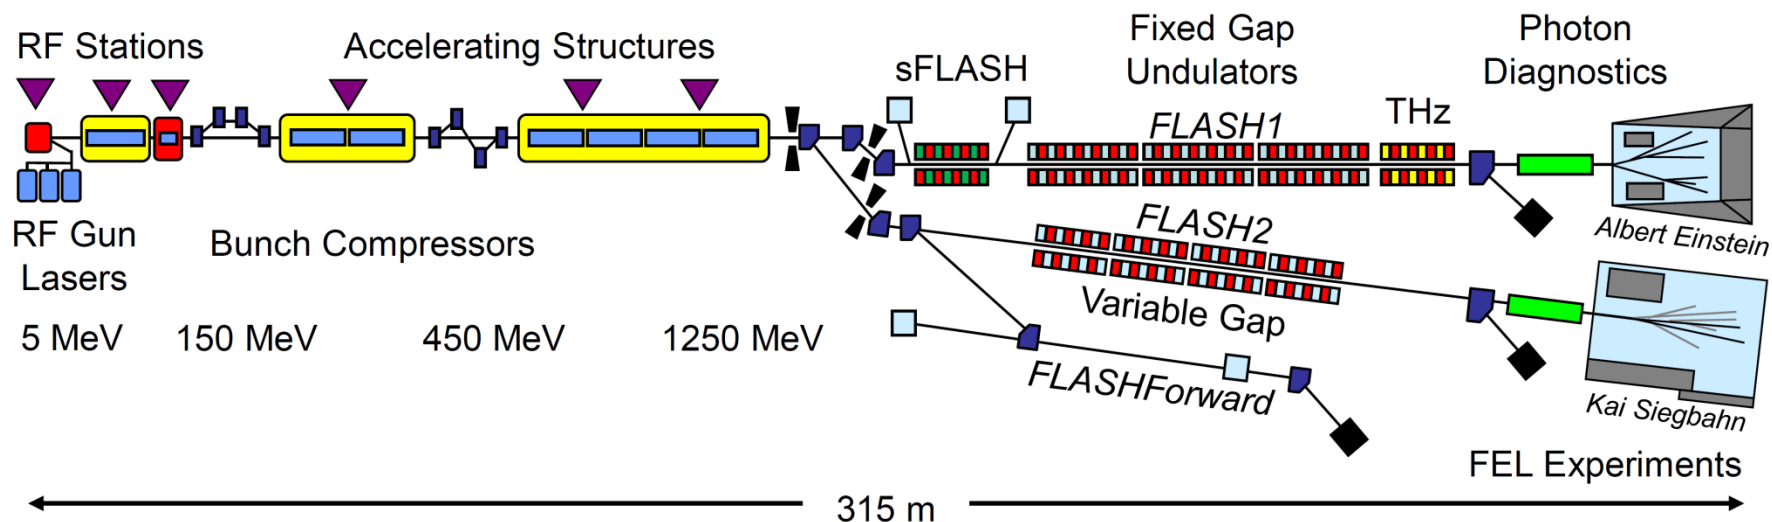 RF Stations
Accelerating Structures
sFLASH
Fixed Gap
Undulators
THz
Photon
Diagnostics
FLASH1
RF Gun
Lasers
Bunch Compressors
FLASH2
Variable Gap
FLASHForward
Albert Einstein
Kai Siegbahn
5 MeV
150 MeV
450 MeV
1250 MeV
FEL Experiments
315 m